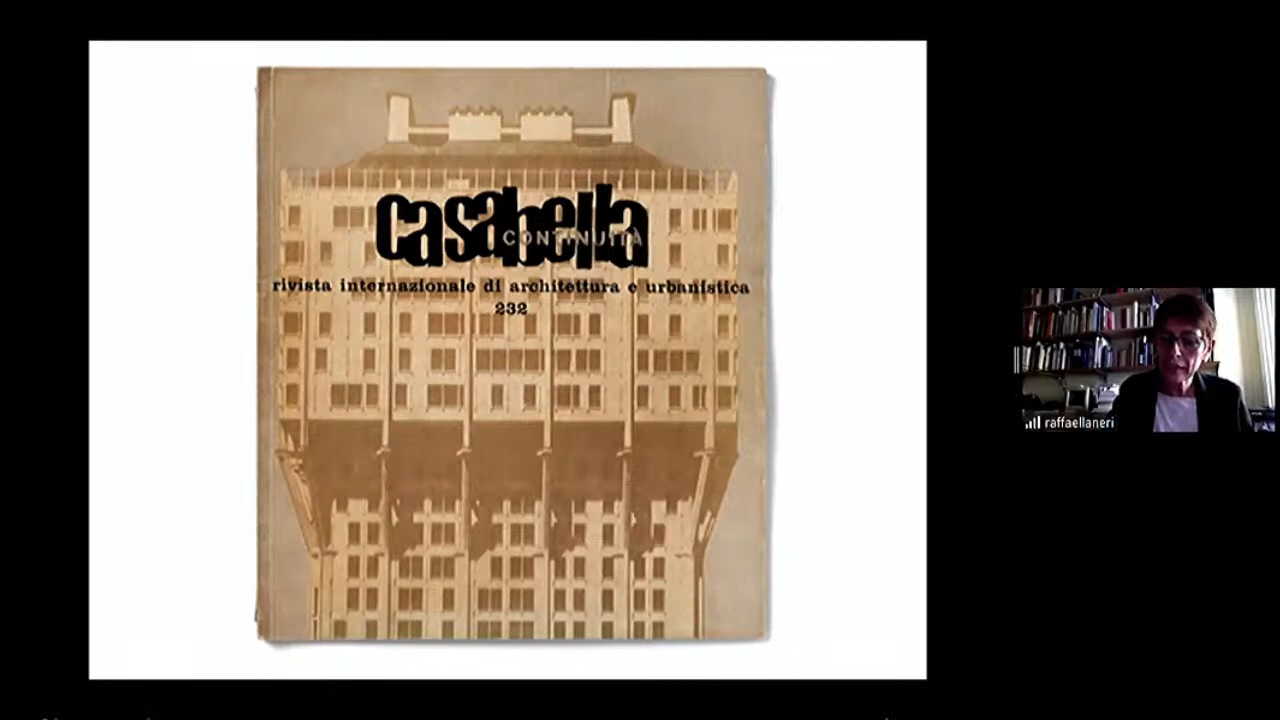 casabella
CONTINUITÀ
rivista internazionale di architettura e urbanistica
232
raffaellaneri